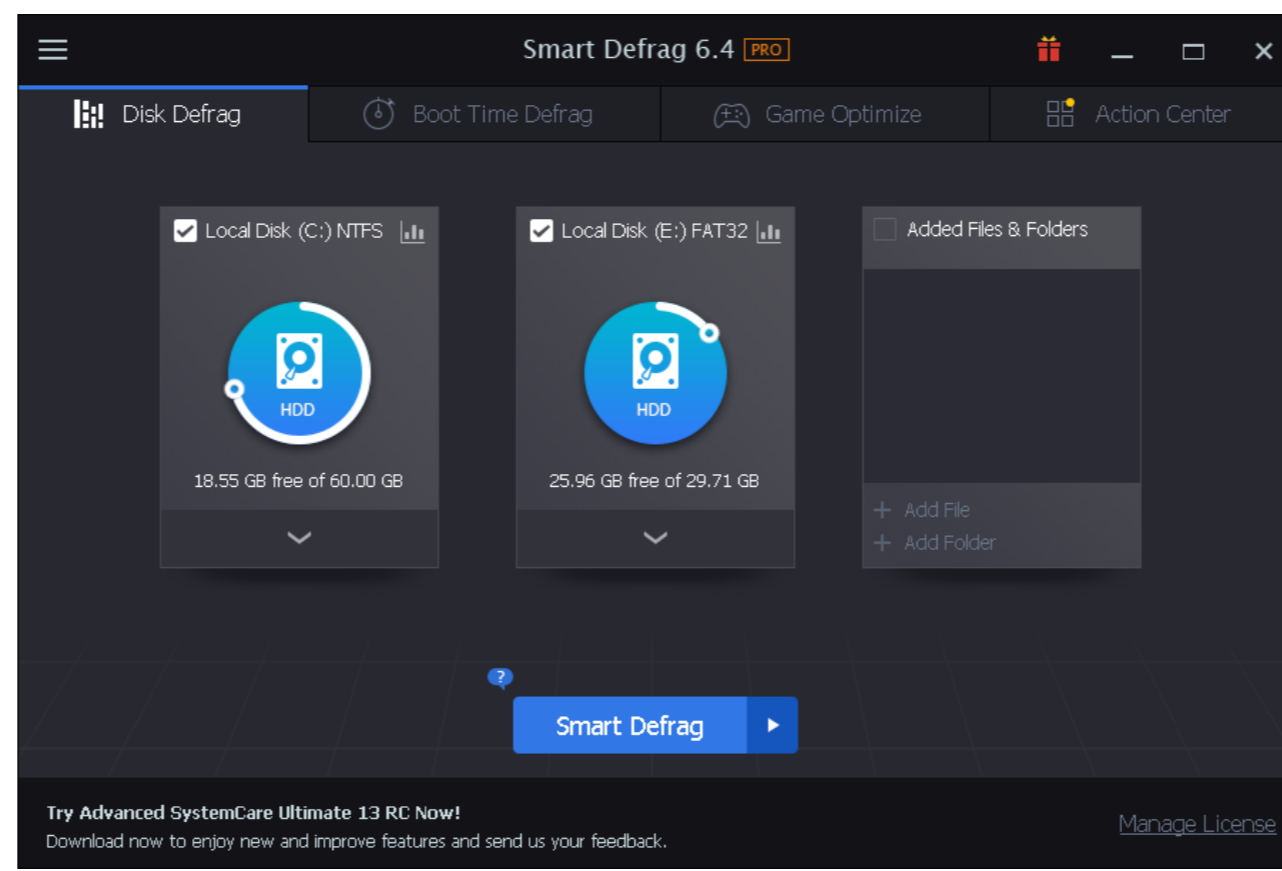 Smart Defrag 6.4 PRO
Disk Defrag
Boot Time Defrag
Game Optimize
Action Center
Local Disk (C:) NTFS
HDD
18.55 GB free of 60.00 GB
Local Disk (E:) FAT32
HDD
25.96 GB free of 29.71 GB
Added Files & Folders
+ Add File
+ Add Folder
?
Smart Defrag
Try Advanced SystemCare Ultimate 13 RC Now!
Download now to enjoy new and improve features and send us your feedback.
Manage License